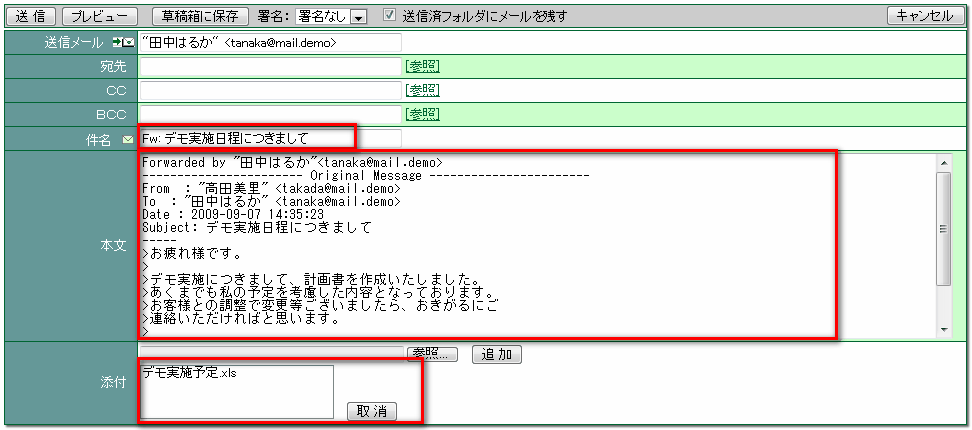 送信 プレビュー 草稿箱に保存 署名: 署名なし 送信済フォルダにメールを残す キャンセル
送信メール "田中はるか" <tanaka@mail.demo>
宛先 [参照]
CC [参照]
BCC [参照]
件名 Fw: デモ実施日程につきまして
Forwarded by "田中はるか"<tanaka@mail.demo>
----------------------- Original Message -----------------------
From : "高田美里" <takada@mail.demo>
To : "田中はるか" <tanaka@mail.demo>
Date : 2009-09-07 14:35:23
Subject: デモ実施日程につきまして
-----
本文
>お疲れ様です。
>
>デモ実施につきまして、計画書を作成いたしました。
>あくまでも私の予定を考慮した内容となっております。
>お客様との調整で変更等ございましたら、おきがるにご
>連絡いただければと思います。
>
参照... 追加
添付 デモ実施予定.xls
取消